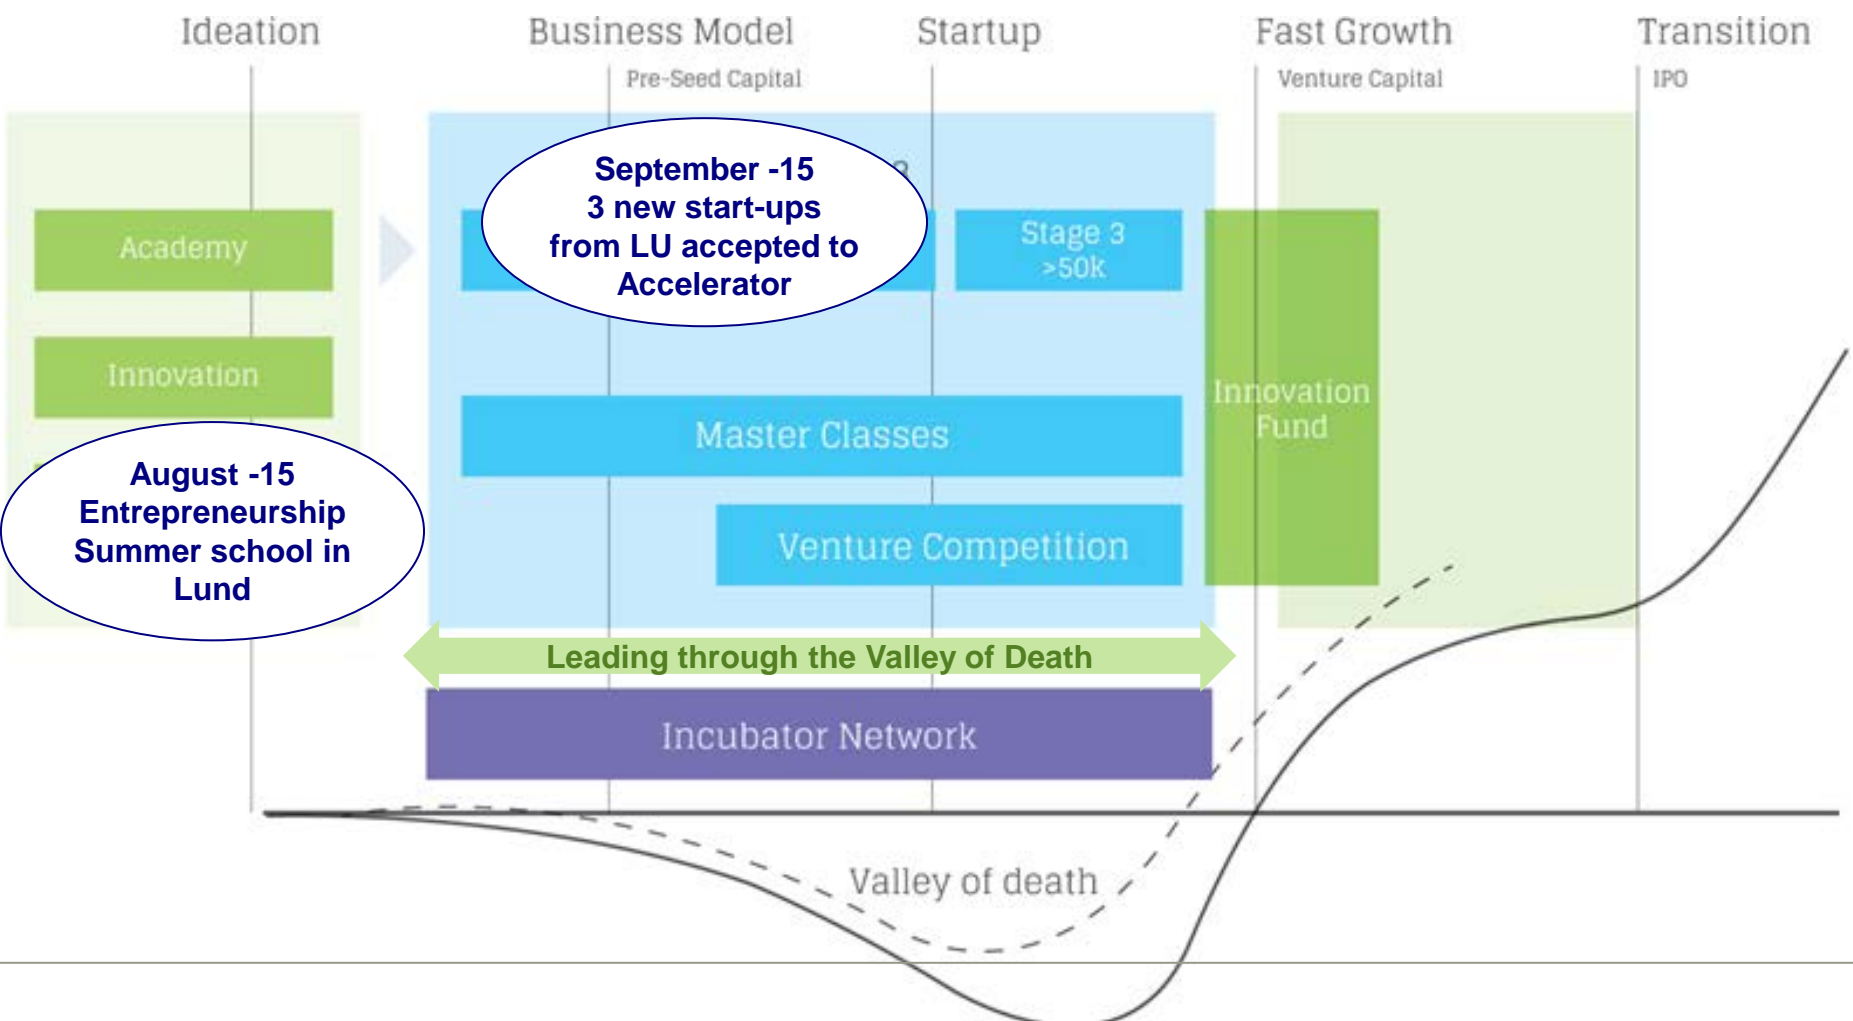 Ideation
Business Model
Startup
Fast Growth
Transition
Pre-Seed Capital
Venture Capital
IPO
September -15
3 new start-ups
from LU accepted to
Accelerator
Academy
Stage 3
>50k
Innovation
Innovation
Fund
Master Classes
August -15
Entrepreneurship
Summer school in
Lund
Venture Competition
Leading through the Valley of Death
Incubator Network
Valley of death